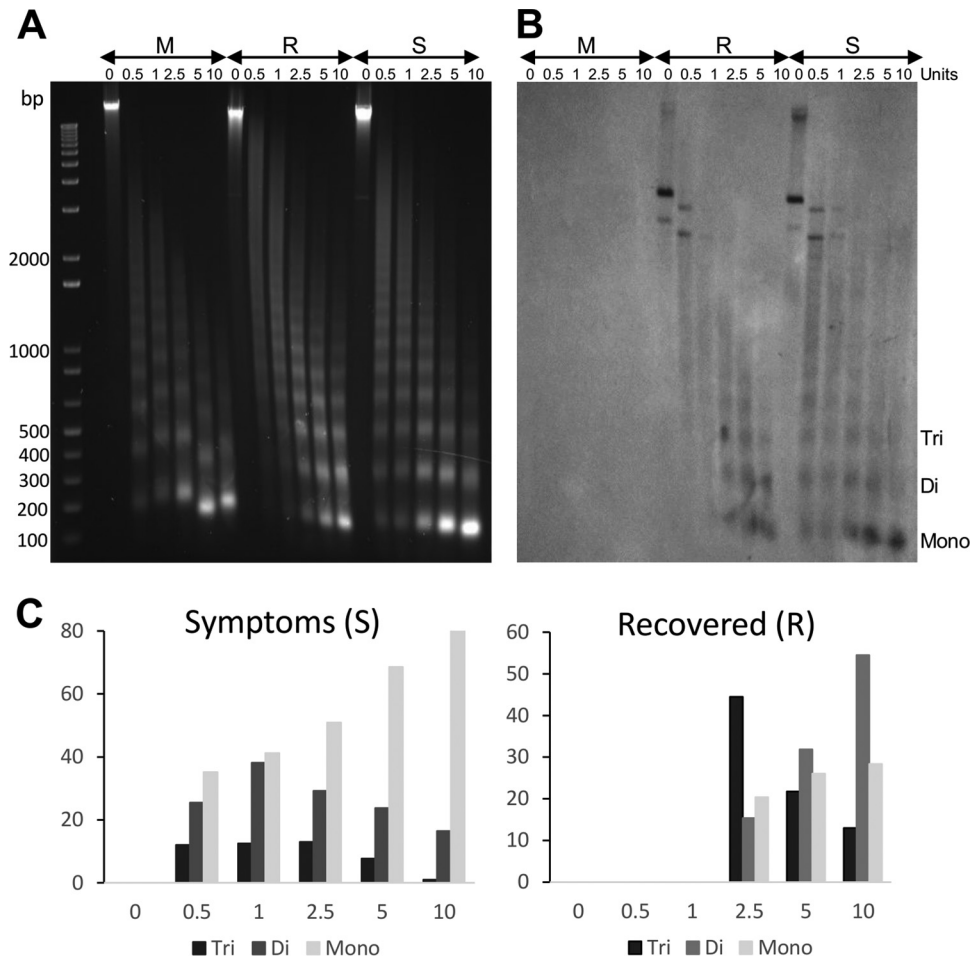 A
B
M R S
M R S
0 0.5 1 2.5 5 10 0 0.5 1 2.5 5 10 0 0.5 1 2.5 5 10
0 0.5 1 2.5 5 10 0 0.5 1 2.5 5 10 0 0.5 1 2.5 5 10 Units
bp
2000
1000
500
400
300
200
100
Tri
Di
Mono
C
Symptoms (S)
80
60
40
20
0
0 0.5 1 2.5 5 10
Tri Di Mono
Recovered (R)
60
50
40
30
20
10
0
0 0.5 1 2.5 5 10
Tri Di Mono